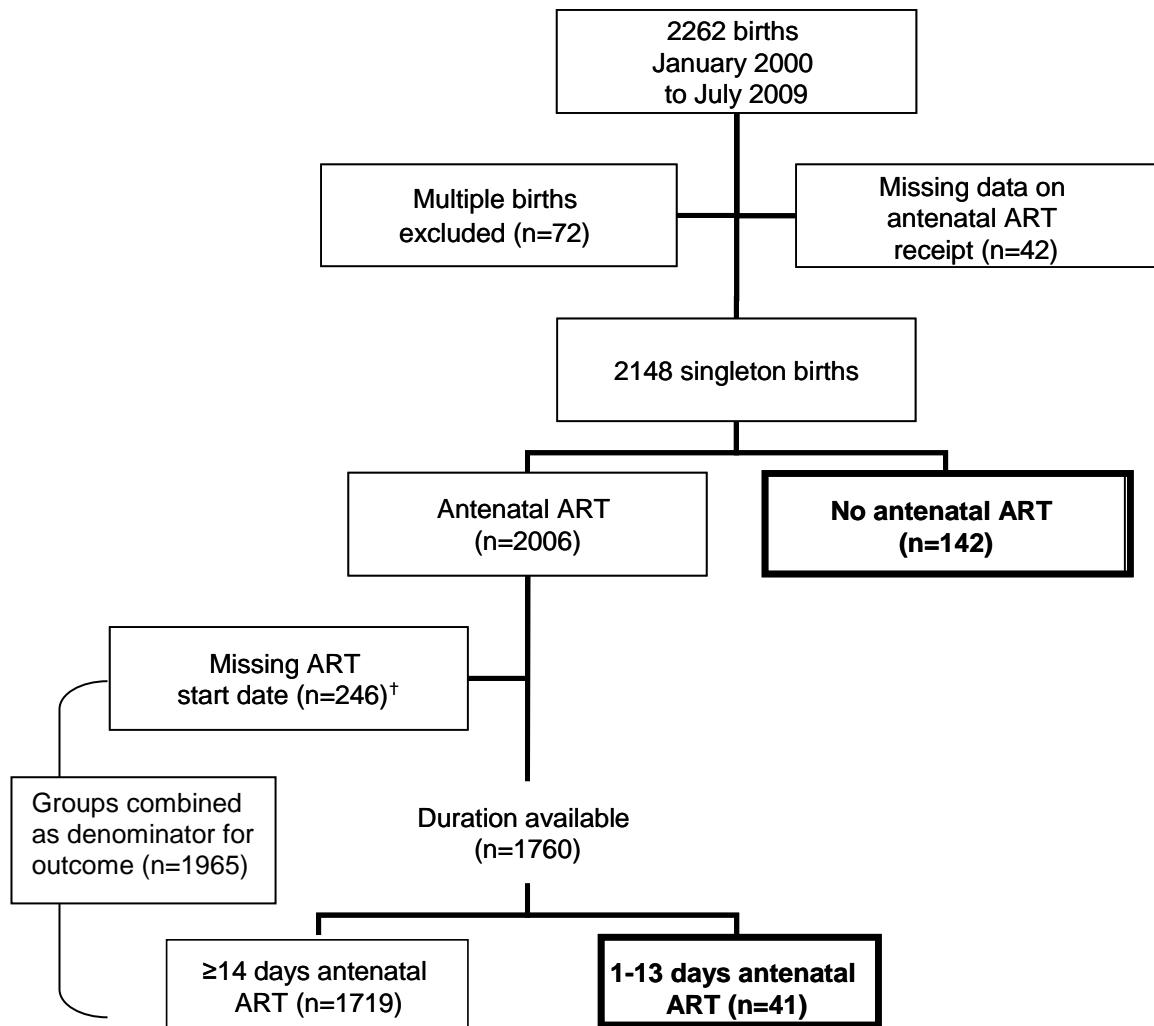 2262 births
January 2000
to July 2009
Multiple births
excluded (n=72)
Missing data on
antenatal ART
receipt (n=42)
2148 singleton births
Antenatal ART
(n=2006)
No antenatal ART
(n=142)
Missing ART
start date (n=246)†
Groups combined
as denominator for
outcome (n=1965)
Duration available
(n=1760)
≥14 days antenatal
ART (n=1719)
1-13 days antenatal
ART (n=41)